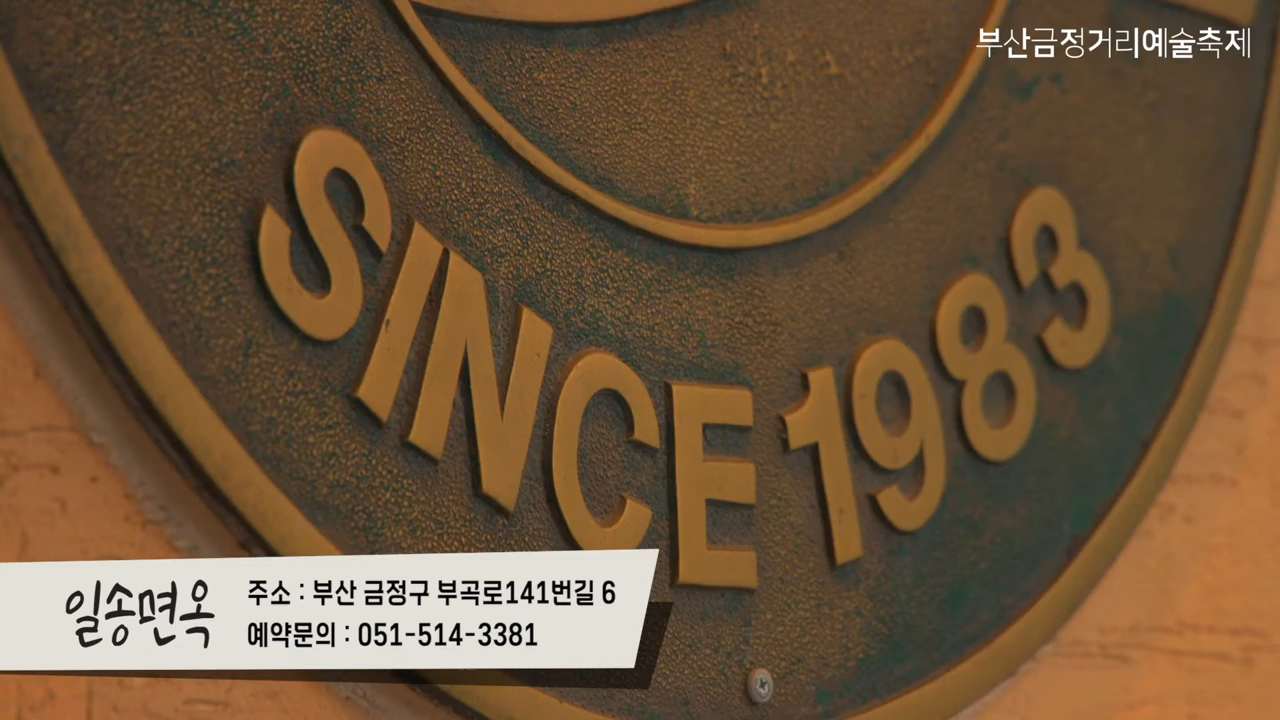 부산금정거리예술축제
SINCE 1983
일송면옥
주소 : 부산 금정구 부곡로141번길 6
예약문의 : 051-514-3381